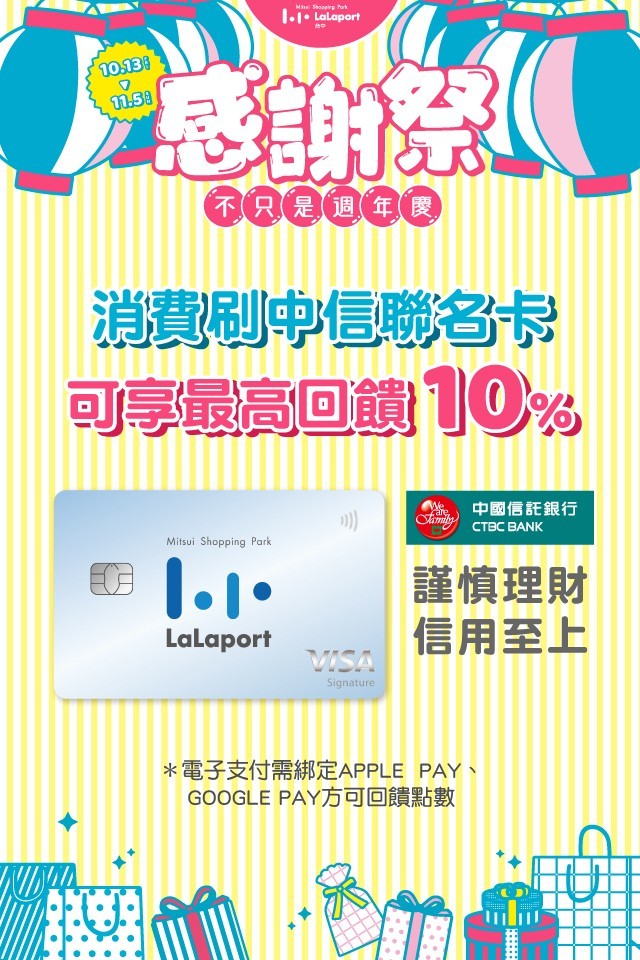 Mitsui Shopping Park
LaLaport
台中
10.13
11.5
感謝祭
不只是週年慶
消費刷中信聯名卡
可享最高回饋10%
Mitsui Shopping Park
LaLaport
VISA
Signature
We are Family
中國信託銀行
CTBC BANK
謹慎理財
信用至上
＊電子支付需綁定APPLE PAY、
GOOGLE PAY方可回饋點數